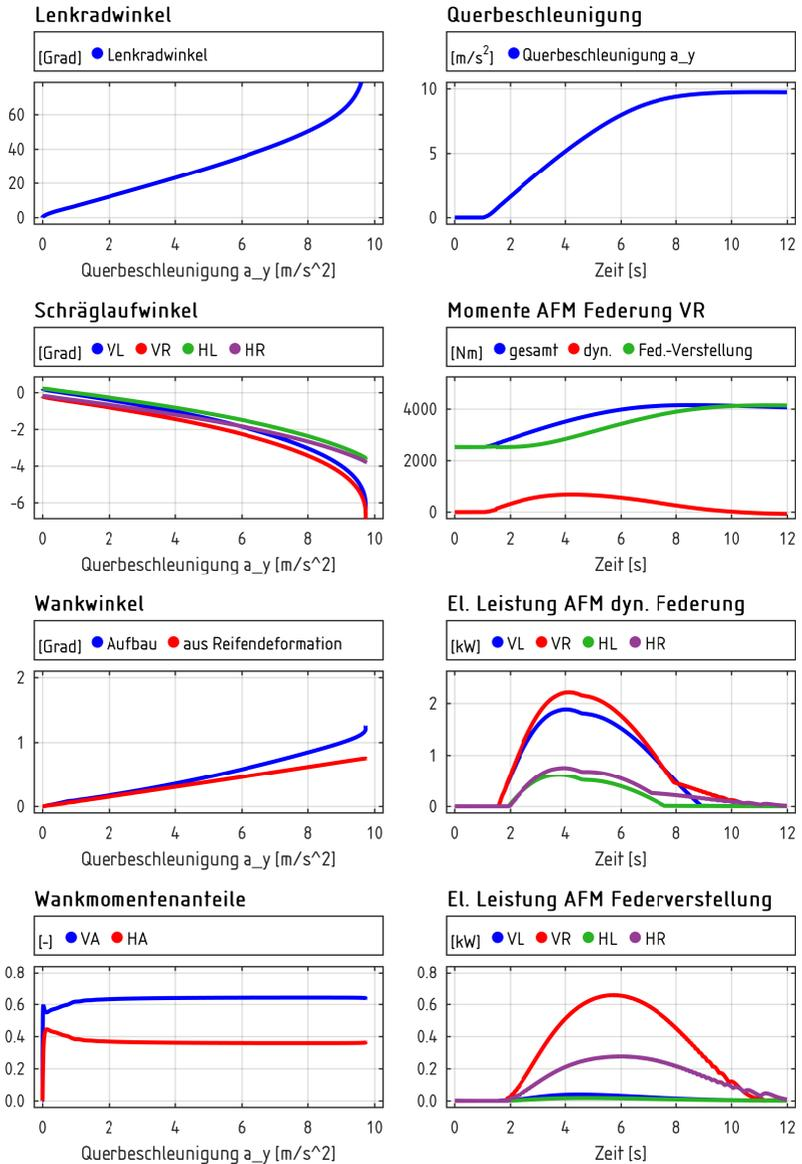 Lenkradwinkel
[Grad] Lenkradwinkel
60
40
20
0
0 2 4 6 8 10
Querbeschleunigung a_y [m/s^2]
Querbeschleunigung
[m/s²] Querbeschleunigung a_y
10
5
0
0 2 4 6 8 10 12
Zeit [s]
Schräglaufwinkel
[Grad] VL VR HL HR
0
-2
-4
-6
0 2 4 6 8 10
Querbeschleunigung a_y [m/s^2]
Momente AFM Federung VR
[Nm] gesamt dyn. Fed.-Verstellung
4000
2000
0
0 2 4 6 8 10 12
Zeit [s]
Wankwinkel
[Grad] Aufbau aus Reifendeformation
2
1
0
0 2 4 6 8 10
Querbeschleunigung a_y [m/s^2]
El. Leistung AFM dyn. Federung
[kW] VL VR HL HR
2
1
0
0 2 4 6 8 10 12
Zeit [s]
Wankmomentenanteile
[-] VA HA
0.8
0.6
0.4
0.2
0.0
0 2 4 6 8 10
Querbeschleunigung a_y [m/s^2]
El. Leistung AFM Federverstellung
[kW] VL VR HL HR
0.8
0.6
0.4
0.2
0.0
0 2 4 6 8 10 12
Zeit [s]